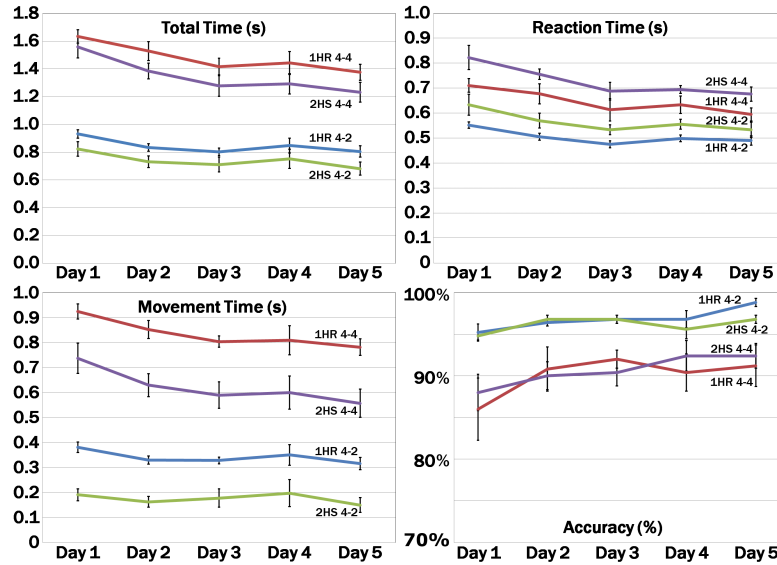 Total Time (s)
1.8
1.6
1.4
1.2
1.0
0.8
0.6
0.4
0.2
0.0
1HR 4-4
2HS 4-4
1HR 4-2
2HS 4-2
Day 1 Day 2 Day 3 Day 4 Day 5
Reaction Time (s)
1.0
0.9
0.8
0.7
0.6
0.5
0.4
0.3
0.2
0.1
0
2HS 4-4
1HR 4-4
2HS 4-2
1HR 4-2
Day 1 Day 2 Day 3 Day 4 Day 5
Movement Time (s)
1.0
0.9
0.8
0.7
0.6
0.5
0.4
0.3
0.2
0.1
0
1HR 4-4
2HS 4-4
1HR 4-2
2HS 4-2
Day 1 Day 2 Day 3 Day 4 Day 5
100%
90%
80%
70%
1HR 4-2
2HS 4-2
2HS 4-4
1HR 4-4
Accuracy (%)
Day 1 Day 2 Day 3 Day 4 Day 5